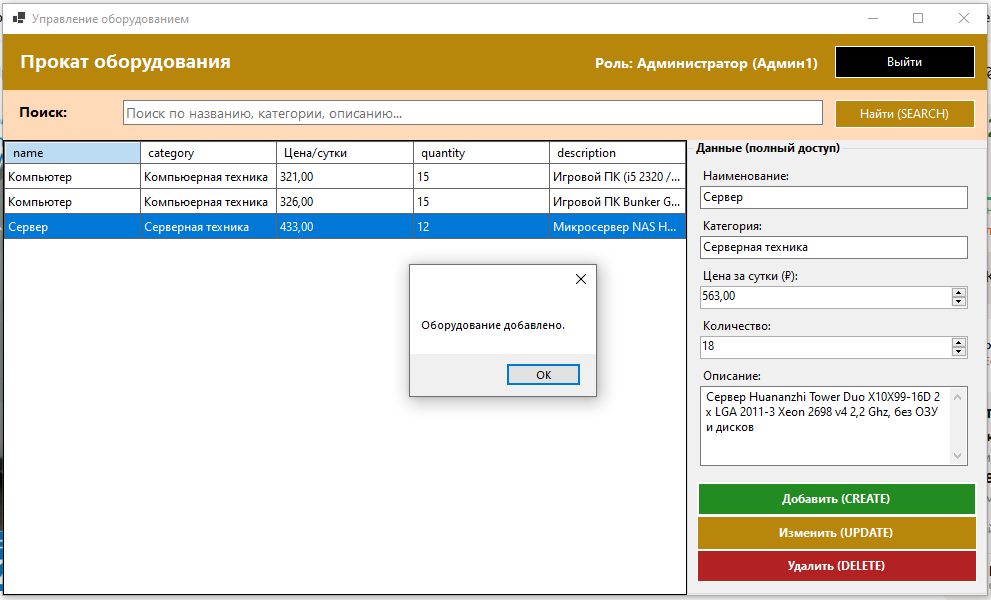 Управление оборудованием
Прокат оборудования
Роль: Администратор (Админ1)
Выйти
Поиск:
Поиск по названию, категории, описанию...
Найти (SEARCH)
name category Цена/сутки quantity description
Компьютер Компьюерная техника 321,00 15 Игровой ПК (i5 2320 /...
Компьютер Компьюерная техника 326,00 15 Игровой ПК Bunker G...
Сервер Серверная техника 433,00 12 Микросервер NAS H...
Оборудование добавлено.
OK
Данные (полный доступ)
Наименование:
Сервер
Категория:
Серверная техника
Цена за сутки (₽):
563,00
Количество:
18
Описание:
Сервер Huananzhi Tower Duo X10X99-16D 2
x LGA 2011-3 Xeon 2698 v4 2,2 Ghz, без ОЗУ
и дисков
Добавить (CREATE)
Изменить (UPDATE)
Удалить (DELETE)